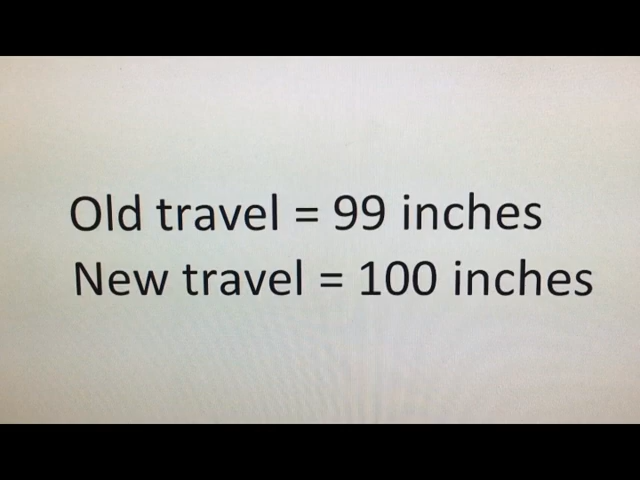 Old travel = 99 inches
New travel = 100 inches